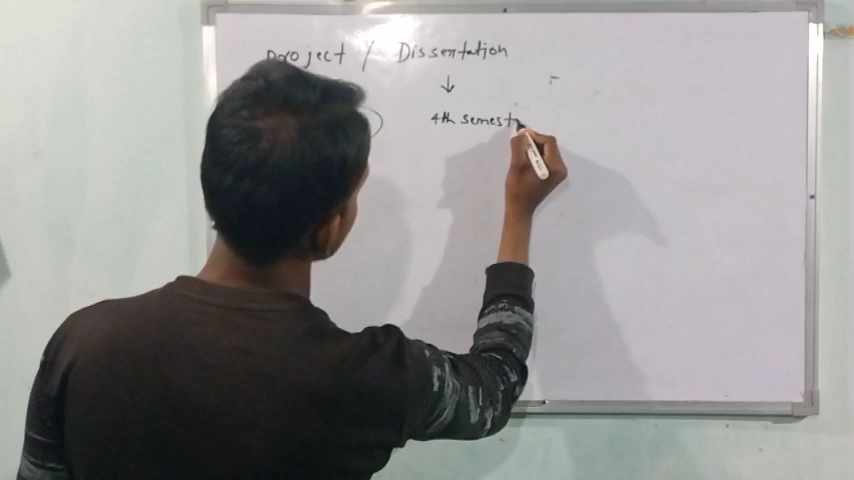 project / Dissertation
↓
4th semest